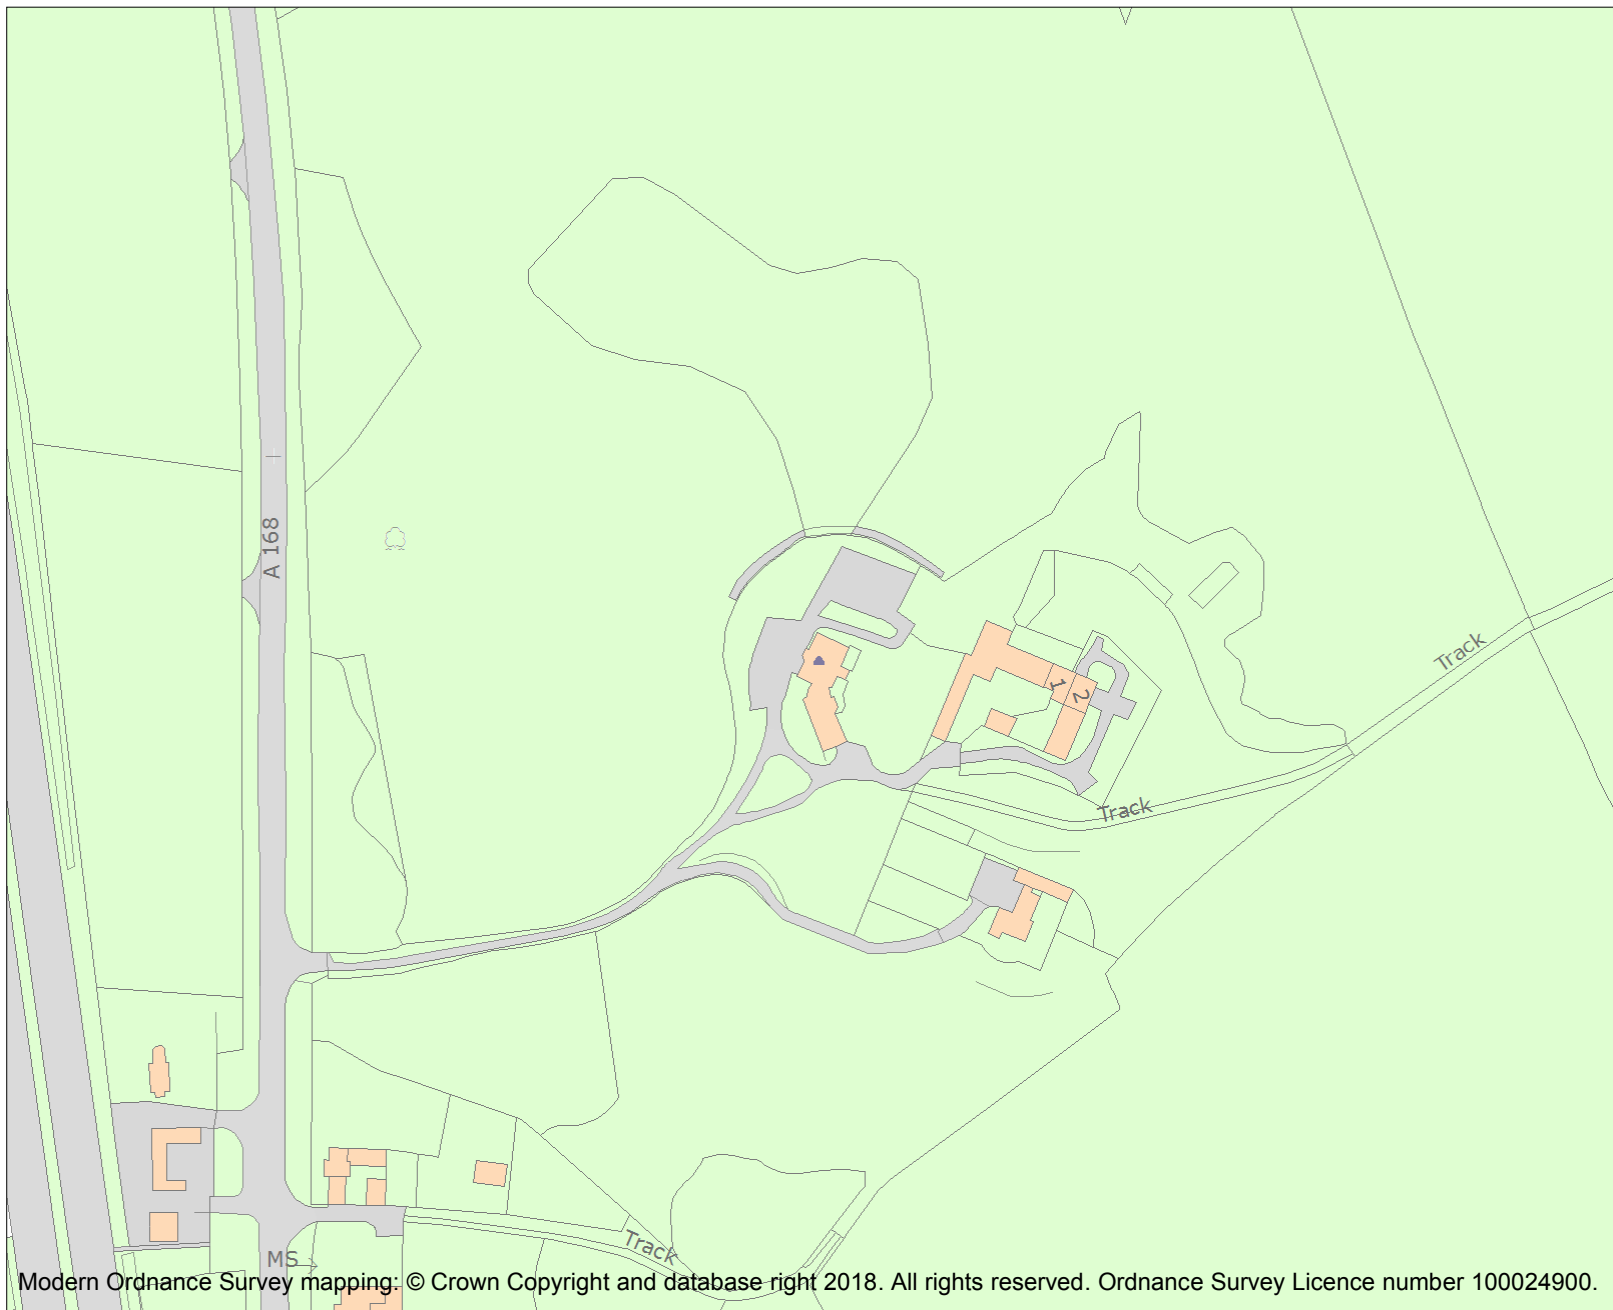 A 168
1
2
Track
Track
Track
MS
Modern Ordnance Survey mapping: © Crown Copyright and database right 2018. All rights reserved. Ordnance Survey Licence number 100024900.